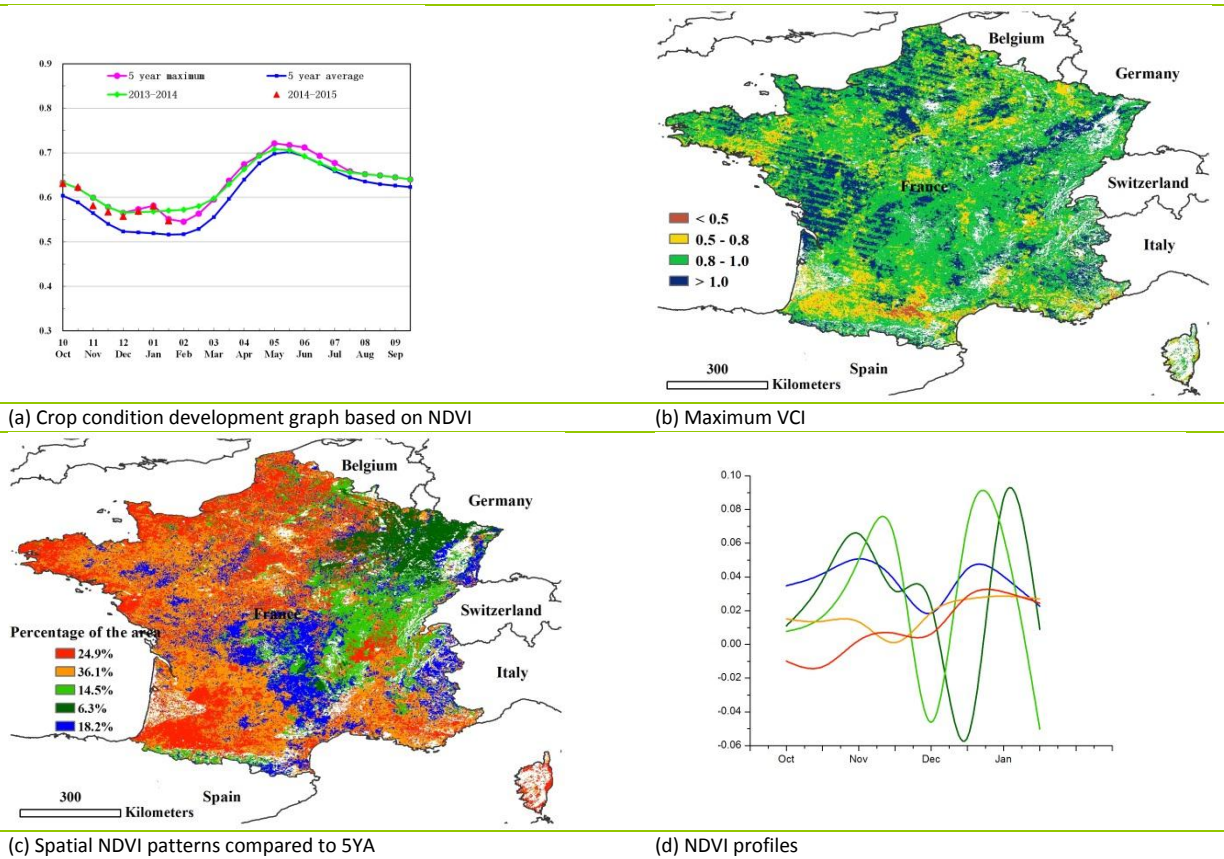 0.9
0.8
0.7
0.6
0.5
0.4
0.3
5 year maximum
5 year average
2013-2014
2014-2015
10 11 12 01 02 03 04 05 06 07 08 09
Oct Nov Dec Jan Feb Mar Apr May Jun Jul Aug Sep
Belgium
Germany
France
Switzerland
Italy
< 0.5
0.5 - 0.8
0.8 - 1.0
> 1.0
300
Kilometers
Spain
(a) Crop condition development graph based on NDVI
(b) Maximum VCI
Belgium
Germany
France
Switzerland
Percentage of the area
24.9%
36.1%
14.5%
6.3%
18.2%
Italy
300
Kilometers
Spain
0.10
0.08
0.06
0.04
0.02
0.00
-0.02
-0.04
-0.06
Oct Nov Dec Jan
(c) Spatial NDVI patterns compared to 5YA
(d) NDVI profiles